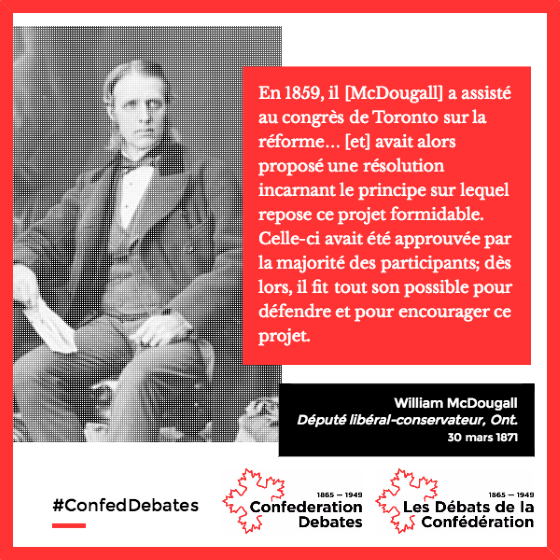 En 1859, il [McDougall] a assisté
au congrès de Toronto sur la
réforme… [et] avait alors
proposé une résolution
incarnant le principe sur lequel
repose ce projet formidable.
Celle-ci avait été approuvée par
la majorité des participants; dès
lors, il fit tout son possible pour
défendre et pour encourager ce
projet.
William McDougall
Député libéral-conservateur, Ont.
30 mars 1871
#ConfedDebates
1865 — 1949
Confederation
Debates
1865 — 1949
Les Débats de la
Confédération